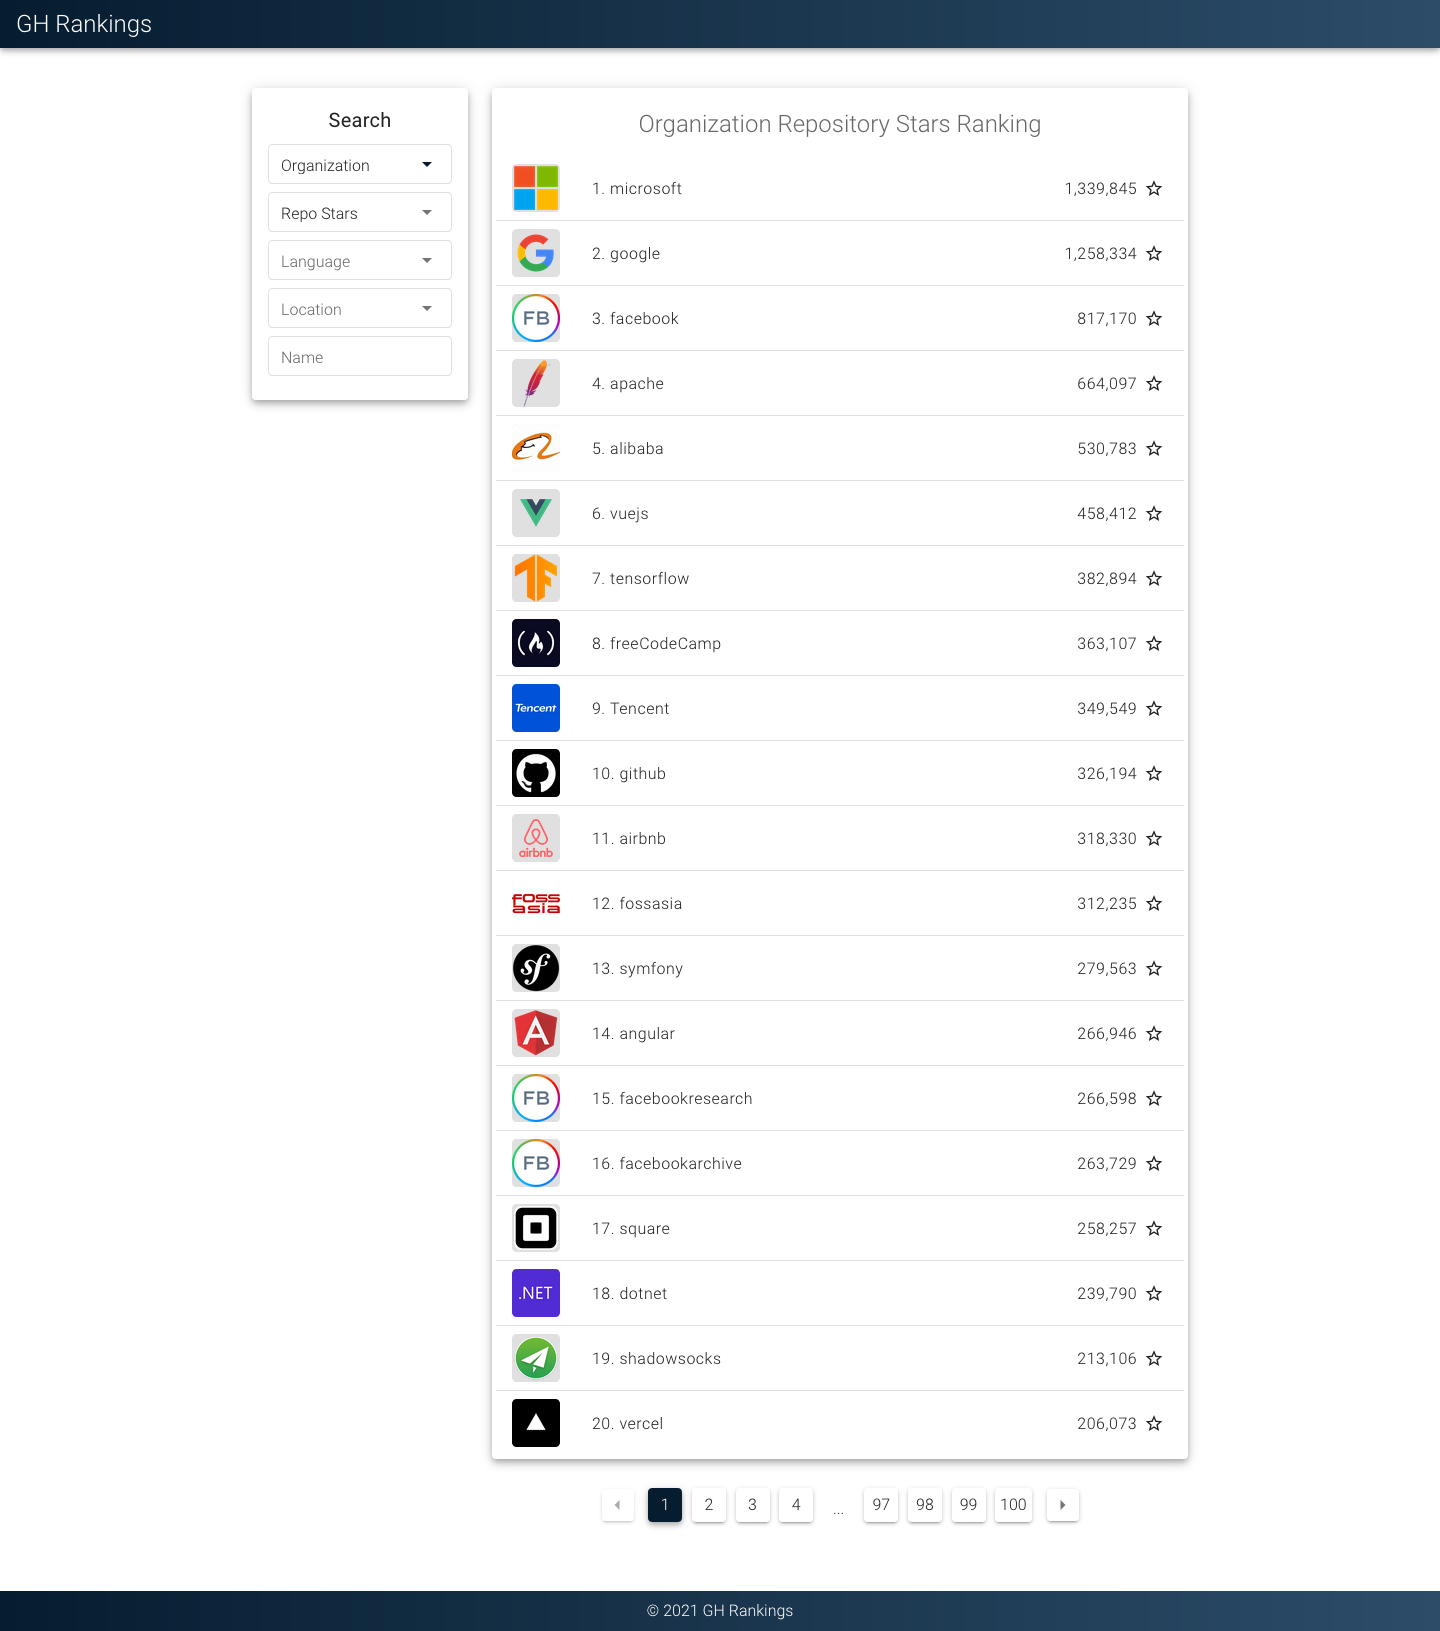 GH Rankings
Search
Organization
Repo Stars
Language
Location
Name
Organization Repository Stars Ranking
1. microsoft 1,339,845
2. google 1,258,334
FB 3. facebook 817,170
4. apache 664,097
5. alibaba 530,783
6. vuejs 458,412
7. tensorflow 382,894
8. freeCodeCamp 363,107
Tencent 9. Tencent 349,549
10. github 326,194
airbnb 11. airbnb 318,330
foss asia 12. fossasia 312,235
sf 13. symfony 279,563
A 14. angular 266,946
FB 15. facebookresearch 266,598
FB 16. facebookarchive 263,729
17. square 258,257
.NET 18. dotnet 239,790
19. shadowsocks 213,106
20. vercel 206,073
1 2 3 4 ... 97 98 99 100
© 2021 GH Rankings